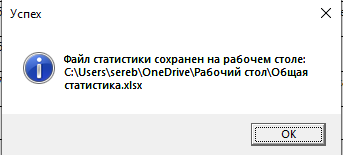 Успех
Файл статистики сохранен на рабочем столе:
C:\Users\sereb\OneDrive\Рабочий стол\Общая
статистика.xlsx
OK